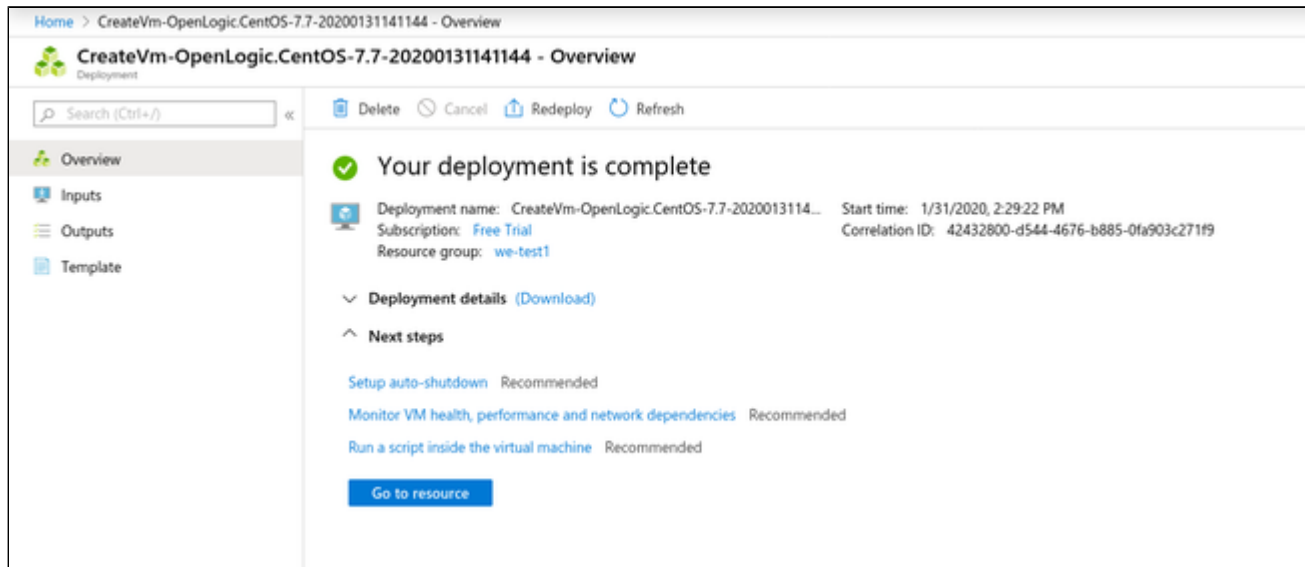 Home > CreateVm-OpenLogic.CentOS-7.7-20200131141144 - Overview
CreateVm-OpenLogic.CentOS-7.7-20200131141144 - Overview
Deployment
Search (Ctrl+/)
«
Delete Cancel Redeploy Refresh
Overview
Inputs
Outputs
Template
Your deployment is complete
Deployment name: CreateVm-OpenLogic.CentOS-7.7-2020013114...
Subscription: Free Trial
Resource group: we-test1
Start time: 1/31/2020, 2:29:22 PM
Correlation ID: 42432800-d544-4676-b885-0fa903c271f9
Deployment details (Download)
Next steps
Setup auto-shutdown Recommended
Monitor VM health, performance and network dependencies Recommended
Run a script inside the virtual machine Recommended
Go to resource